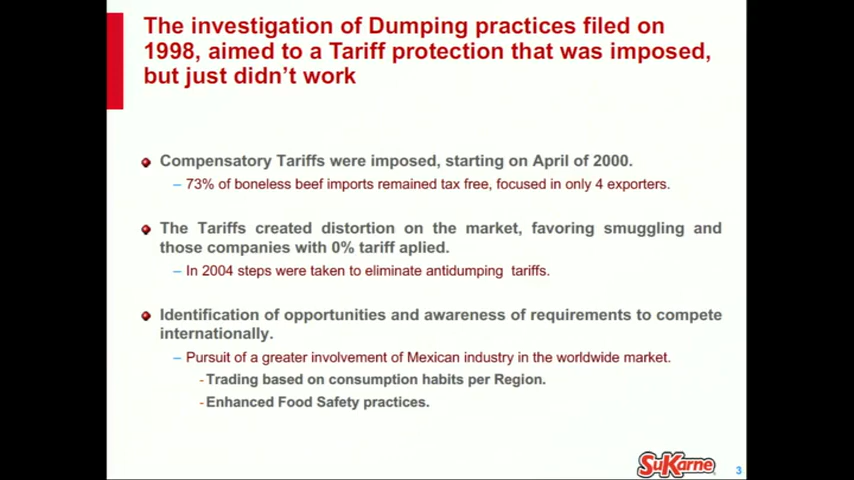 The investigation of Dumping practices filed on
1998, aimed to a Tariff protection that was imposed,
but just didn't work
Compensatory Tariffs were imposed, starting on April of 2000.
– 73% of boneless beef imports remained tax free, focused in only 4 exporters.
The Tariffs created distortion on the market, favoring smuggling and
those companies with 0% tariff aplied.
– In 2004 steps were taken to eliminate antidumping tariffs.
Identification of opportunities and awareness of requirements to compete
internationally.
– Pursuit of a greater involvement of Mexican industry in the worldwide market.
- Trading based on consumption habits per Region.
- Enhanced Food Safety practices.
SuKarne
3